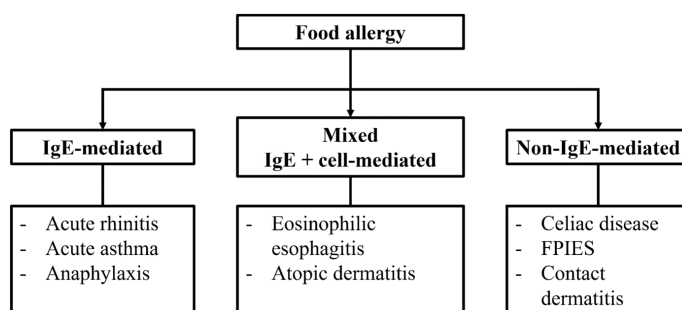 Food allergy
IgE-mediated
Mixed
IgE + cell-mediated
Non-IgE-mediated
- Acute rhinitis
- Acute asthma
- Anaphylaxis
- Eosinophilic
esophagitis
- Atopic dermatitis
- Celiac disease
- FPIES
- Contact
dermatitis